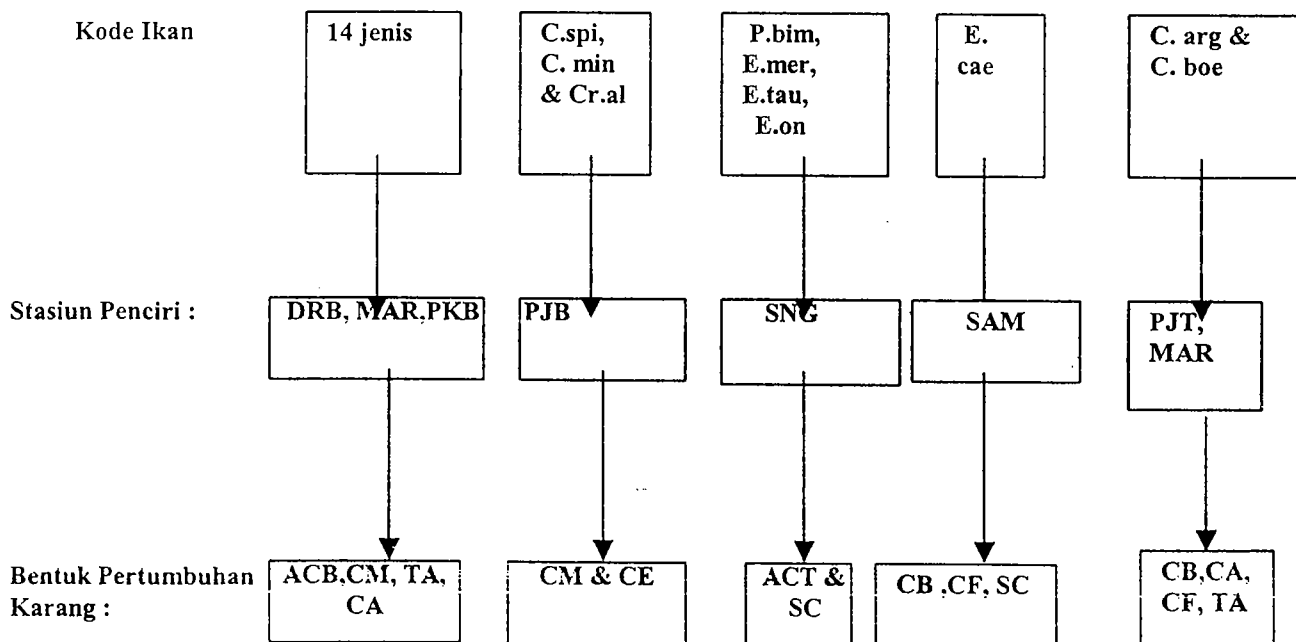 Kode Ikan
14 jenis
C.spi,
C. min
& Cr.al
P.bim,
E.mer,
E.tau,
E.on
E.
cae
C. arg &
C. boe
Stasiun Penciri :
DRB, MAR,PKB
PJB
SNG
SAM
PJT,
MAR
Bentuk Pertumbuhan
Karang :
ACB,CM, TA,
CA
CM & CE
ACT &
SC
CB ,CF, SC
CB,CA,
CF, TA